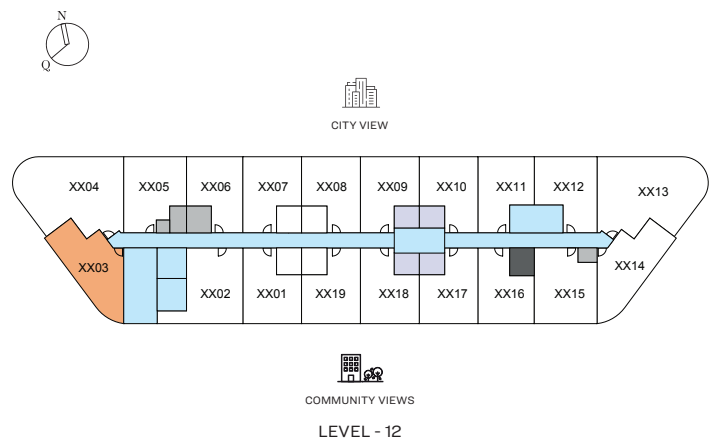 N
Q
CITY VIEW
XX04 XX05 XX06 XX07 XX08 XX09 XX10 XX11 XX12 XX13
XX03 XX14
XX02 XX01 XX19 XX18 XX17 XX16 XX15
COMMUNITY VIEWS
LEVEL - 12